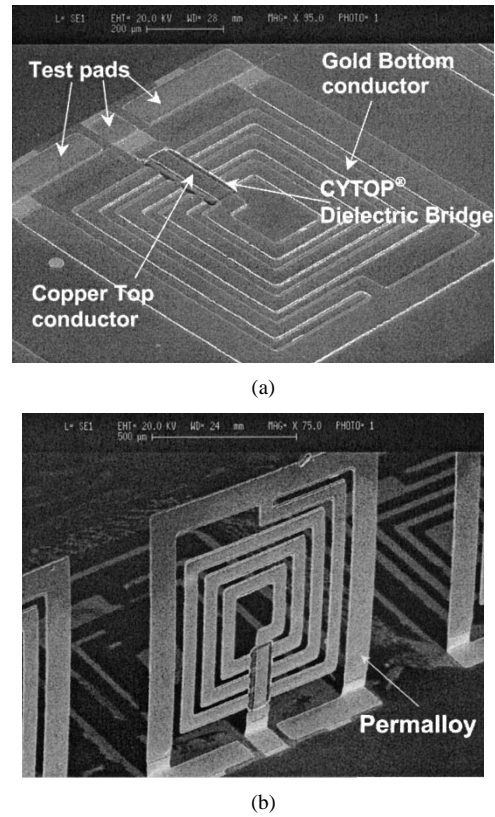 L= SE1 EHT= 20.0 KV WD= 28 mm MAG= X 95.0 PHOTO= 1
200 µm
Test pads
Gold Bottom
conductor
CYTOP®
Dielectric Bridge
Copper Top
conductor
(a)
L= SE1 EHT= 20.0 KV WD= 24 mm MAG= X 75.0 PHOTO= 1
500 µm
Permalloy
(b)